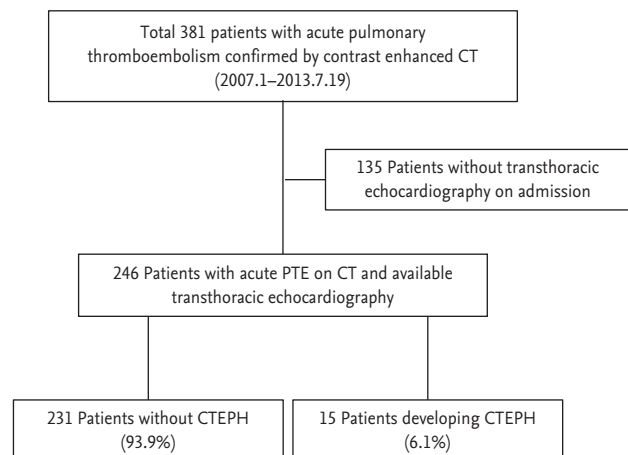 Total 381 patients with acute pulmonary
thromboembolism confirmed by contrast enhanced CT
(2007.1–2013.7.19)
135 Patients without transthoracic
echocardiography on admission
246 Patients with acute PTE on CT and available
transthoracic echocardiography
231 Patients without CTEPH
(93.9%)
15 Patients developing CTEPH
(6.1%)